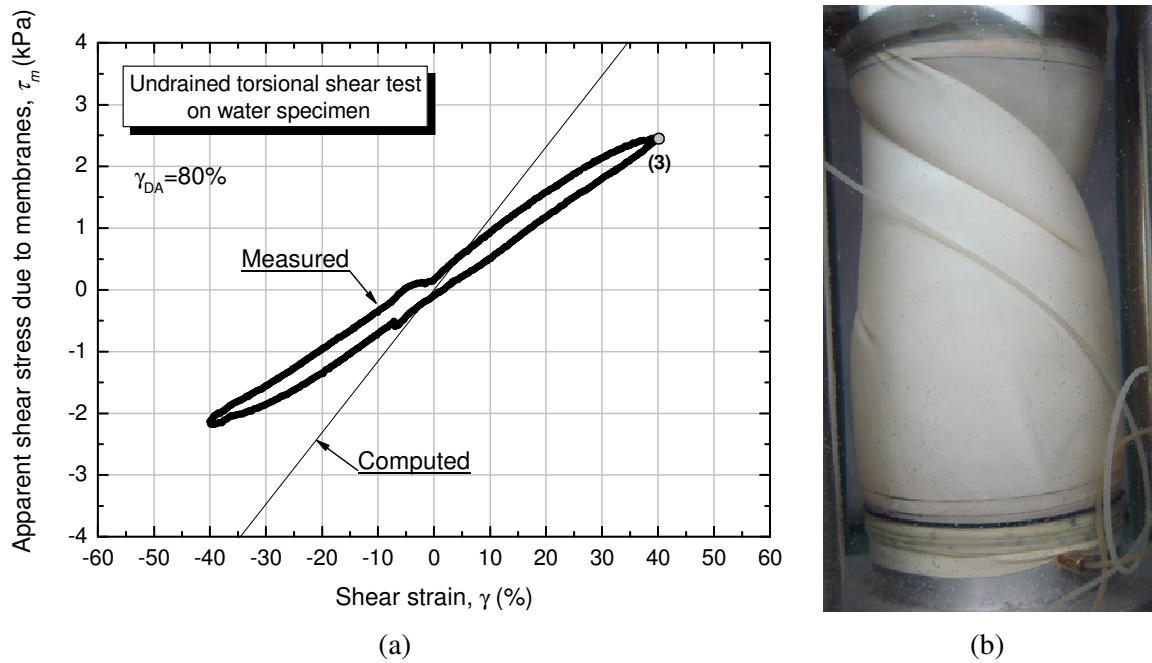 Apparent shear stress due to membranes, τm (kPa)
4
3
2
1
0
-1
-2
-3
-4
Undrained torsional shear test
on water specimen
γDA=80%
(3)
Measured
Computed
-60 -50 -40 -30 -20 -10 0 10 20 30 40 50 60
Shear strain, γ (%)
(a)
(b)